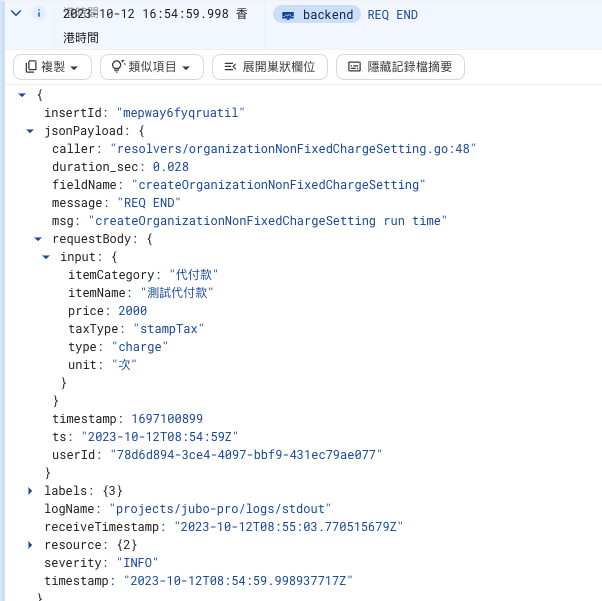 2023-10-12 16:54:59.998 香 backend REQ END
港時間
複製 類似項目 展開巢狀欄位 隱藏記錄檔摘要
{
insertId: "mepway6fyqruatil"
jsonPayload: {
caller: "resolvers/organizationNonFixedChargeSetting.go:48"
duration_sec: 0.028
fieldName: "createOrganizationNonFixedChargeSetting"
message: "REQ END"
msg: "createOrganizationNonFixedChargeSetting run time"
requestBody: {
input: {
itemCategory: "代付款"
itemName: "測試代付款"
price: 2000
taxType: "stampTax"
type: "charge"
unit: "次"
}
}
timestamp: 1697100899
ts: "2023-10-12T08:54:59Z"
userId: "78d6d894-3ce4-4097-bbf9-431ec79ae077"
}
labels: {3}
logName: "projects/jubo-pro/logs/stdout"
receiveTimestamp: "2023-10-12T08:55:03.770515679Z"
resource: {2}
severity: "INFO"
timestamp: "2023-10-12T08:54:59.998937717Z"
}